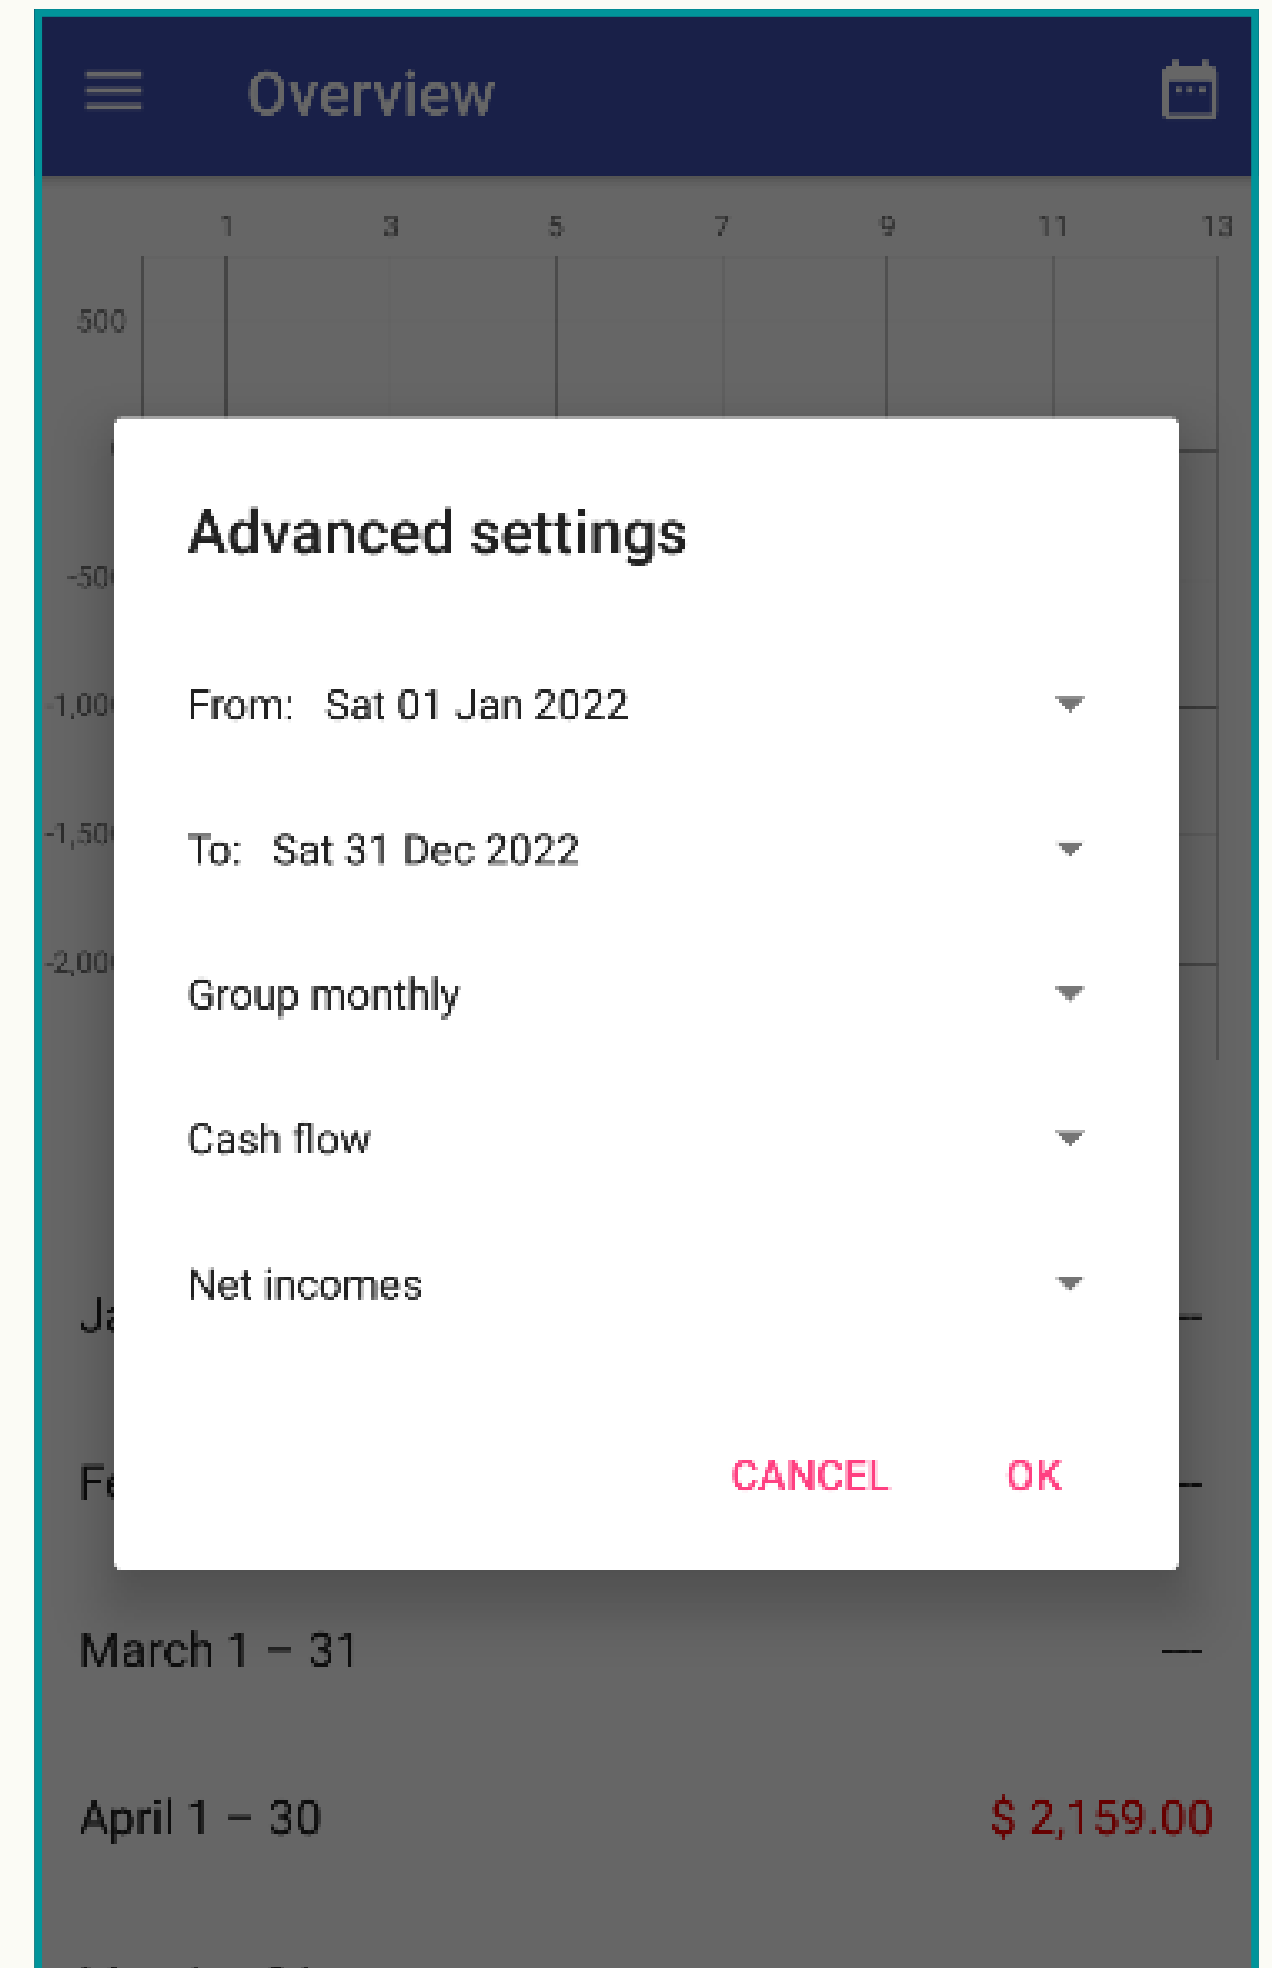 Overview
1 3 5 7 9 11 13
500
Advanced settings
From: Sat 01 Jan 2022
To: Sat 31 Dec 2022
Group monthly
Cash flow
Net incomes
CANCEL OK
March 1 – 31 —
April 1 – 30 $ 2,159.00